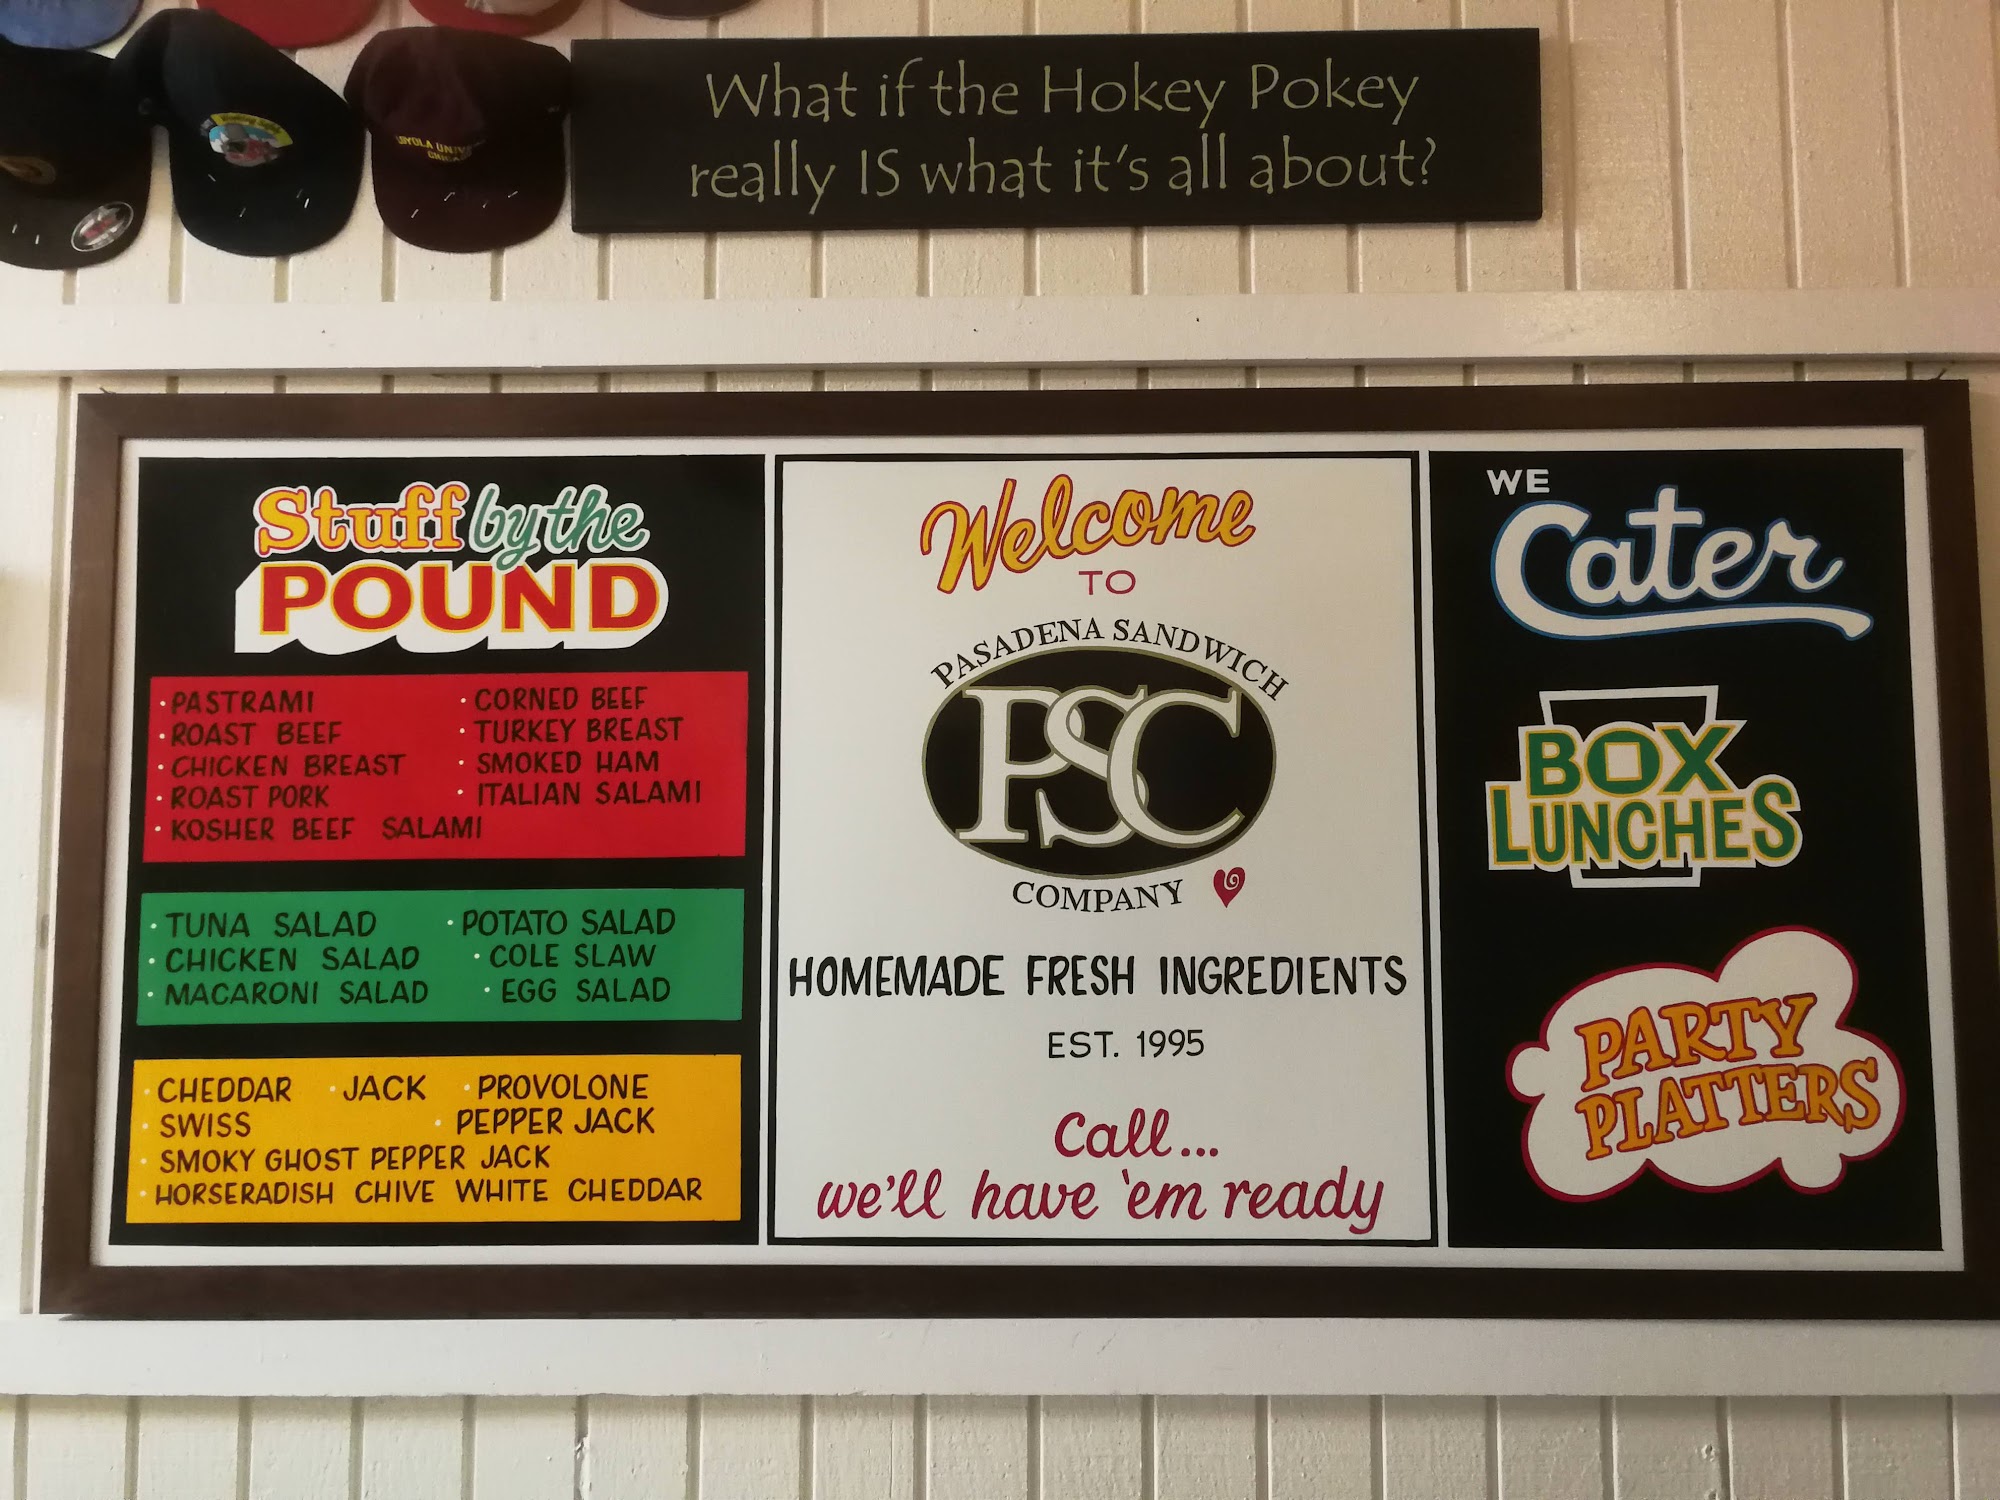 What if the Hokey Pokey
really IS what it's all about?
CHICAGO
Stuff by the
POUND
· PASTRAMI
· ROAST BEEF
· CHICKEN BREAST
· ROAST PORK
· KOSHER BEEF SALAMI
· CORNED BEEF
· TURKEY BREAST
· SMOKED HAM
· ITALIAN SALAMI
· TUNA SALAD
· CHICKEN SALAD
· MACARONI SALAD
· POTATO SALAD
· COLE SLAW
· EGG SALAD
· CHEDDAR · JACK · PROVOLONE
· SWISS · PEPPER JACK
· SMOKY GHOST PEPPER JACK
· HORSERADISH CHIVE WHITE CHEDDAR
Welcome
TO
PASADENA SANDWICH
PSC
COMPANY
HOMEMADE FRESH INGREDIENTS
EST. 1995
Call...
we'll have 'em ready
WE
Cater
BOX
LUNCHES
PARTY
PLATTERS